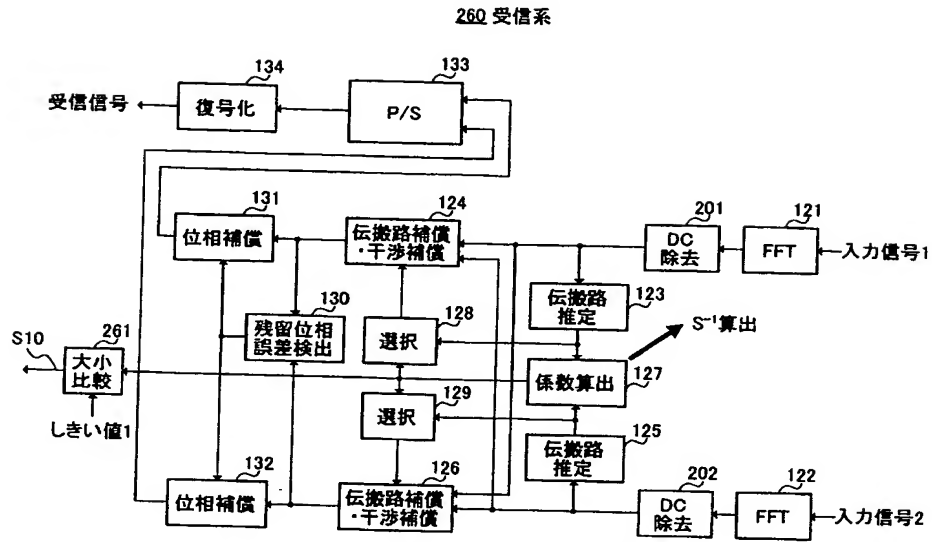 260 受信系
134
133
受信信号
復号化
P/S
131
124
201
121
位相補償
伝搬路補償
・干渉補償
DC
除去
FFT
入力信号1
130
123
残留位相
誤差検出
128
伝搬路
推定
S⁻¹算出
S10
261
選択
大小
比較
129
係数算出
127
しきい値1
選択
125
伝搬路
推定
132
126
202
122
位相補償
伝搬路補償
・干渉補償
DC
除去
FFT
入力信号2